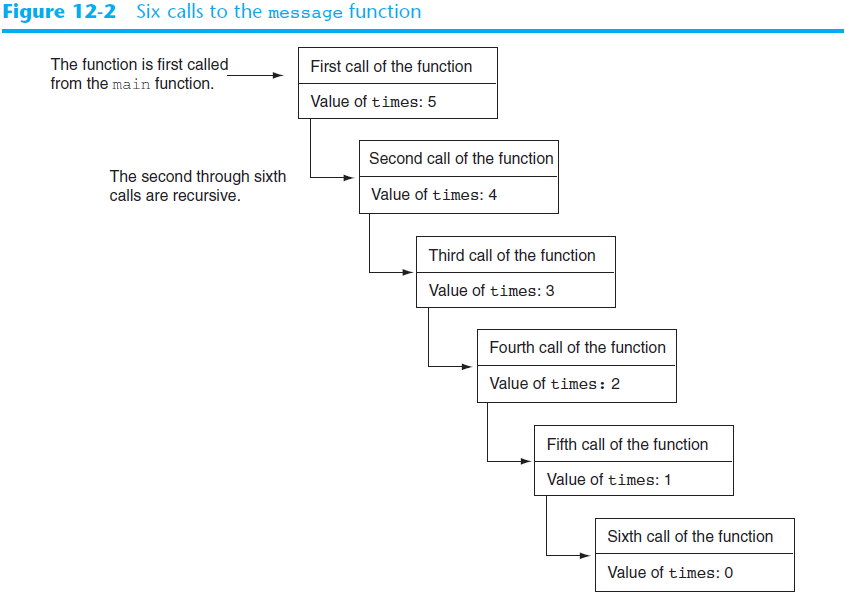 Figure 12-2 Six calls to the message function
The function is first called
from the main function.
First call of the function
Value of times: 5
The second through sixth
calls are recursive.
Second call of the function
Value of times: 4
Third call of the function
Value of times: 3
Fourth call of the function
Value of times: 2
Fifth call of the function
Value of times: 1
Sixth call of the function
Value of times: 0